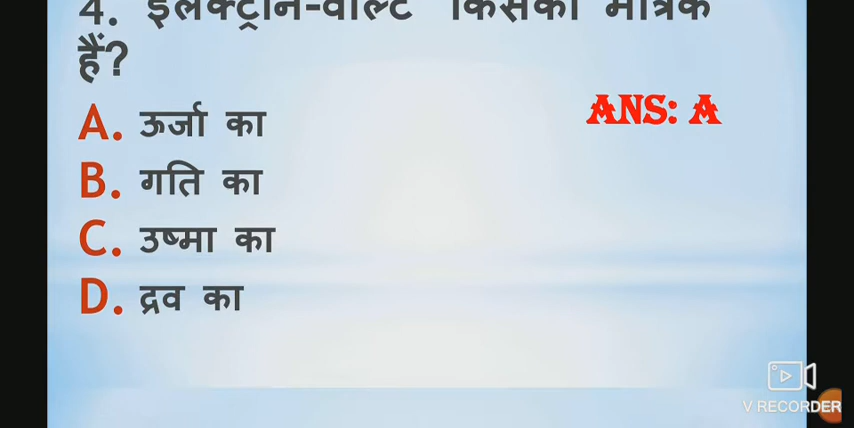 4. इलेक्ट्रॉन-वोल्ट किसका मात्रक
हैं?
A. ऊर्जा का
ANS: A
B. गति का
C. उष्मा का
D. द्रव का
V RECORDER